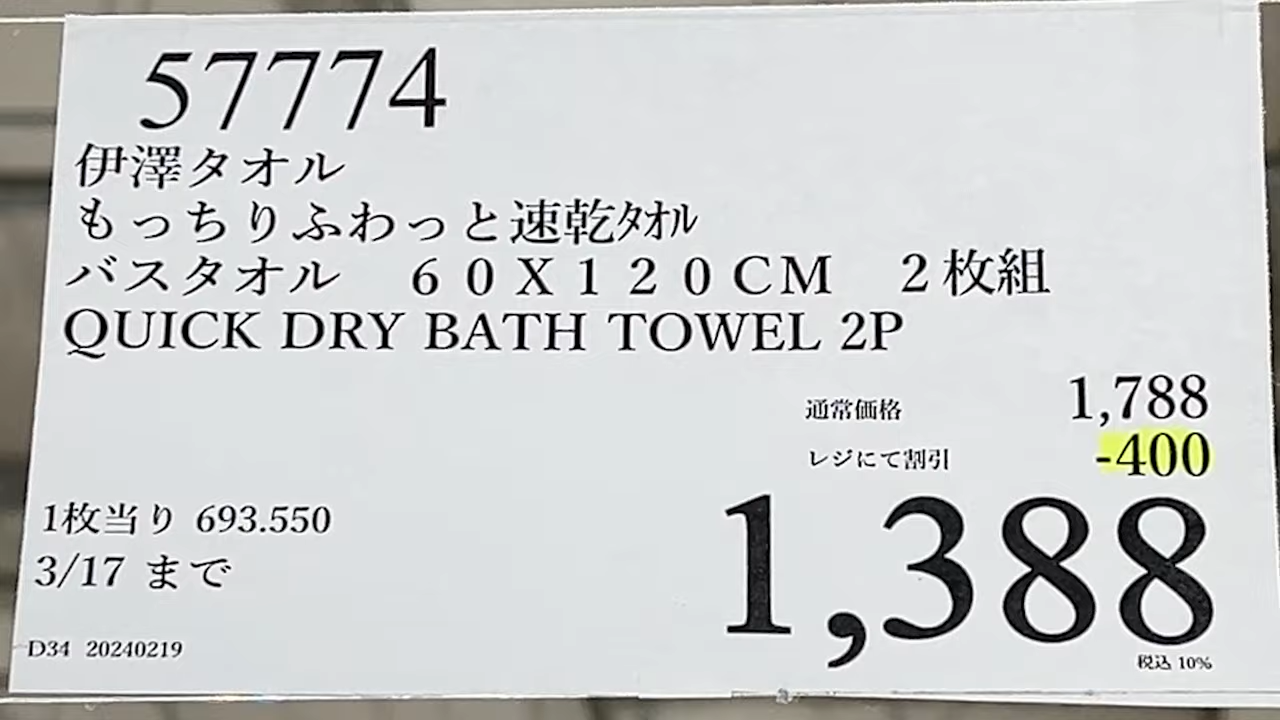 57774
伊澤タオル
もっちりふわっと速乾ﾀｵﾙ
バスタオル　６０Ｘ１２０ＣＭ　２枚組
QUICK DRY BATH TOWEL 2P
通常価格 1,788
レジにて割引 -400
1,388
税込 10%
1枚当り 693.550
3/17 まで
D34 20240219